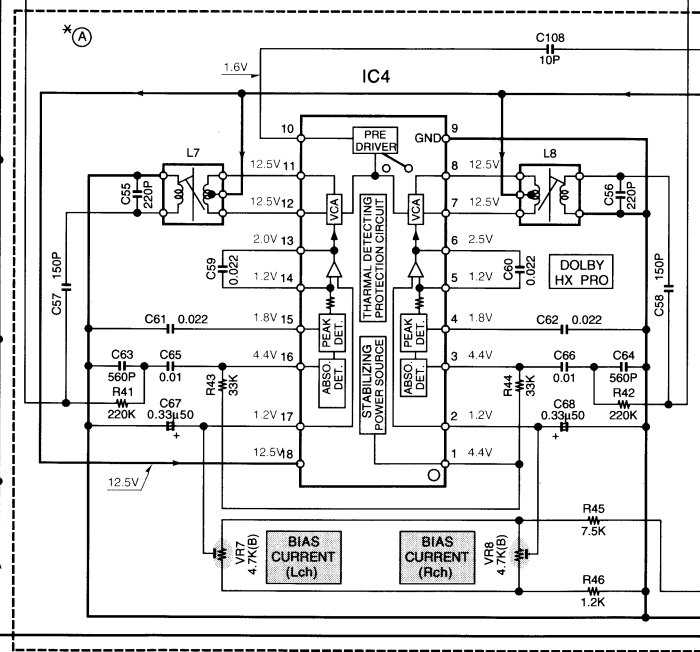 *Ⓐ
C108
10P
1.6V
IC4
10
PRE
DRIVER
9
GND
L7
L8
12.5V 11
8 12.5V
C55
220P
C56
220P
12.5V 12
7 12.5V
VCA
VCA
THARMAL DETECTING
PROTECTION CIRCUIT
2.0V 13
6 2.5V
C59
0.022
C60
0.022
DOLBY
HX PRO
1.2V 14
5 1.2V
C57 150P
C58 150P
C61 0.022
1.8V 15
PEAK
DET.
PEAK
DET.
4 1.8V
C62 0.022
C63
560P
C65
0.01
4.4V 16
ABSO.
DET.
STABILIZING
POWER SOURCE
ABSO.
DET.
3 4.4V
C66
0.01
C64
560P
R41
220K
R43
33K
R44
33K
R42
220K
C67
0.33µ50
+
1.2V 17
2 1.2V
C68
0.33µ50
+
12.5V 18
1 4.4V
12.5V
VR7
4.7K(B)
BIAS
CURRENT
(Lch)
BIAS
CURRENT
(Rch)
VR8
4.7K(B)
R45
7.5K
R46
1.2K